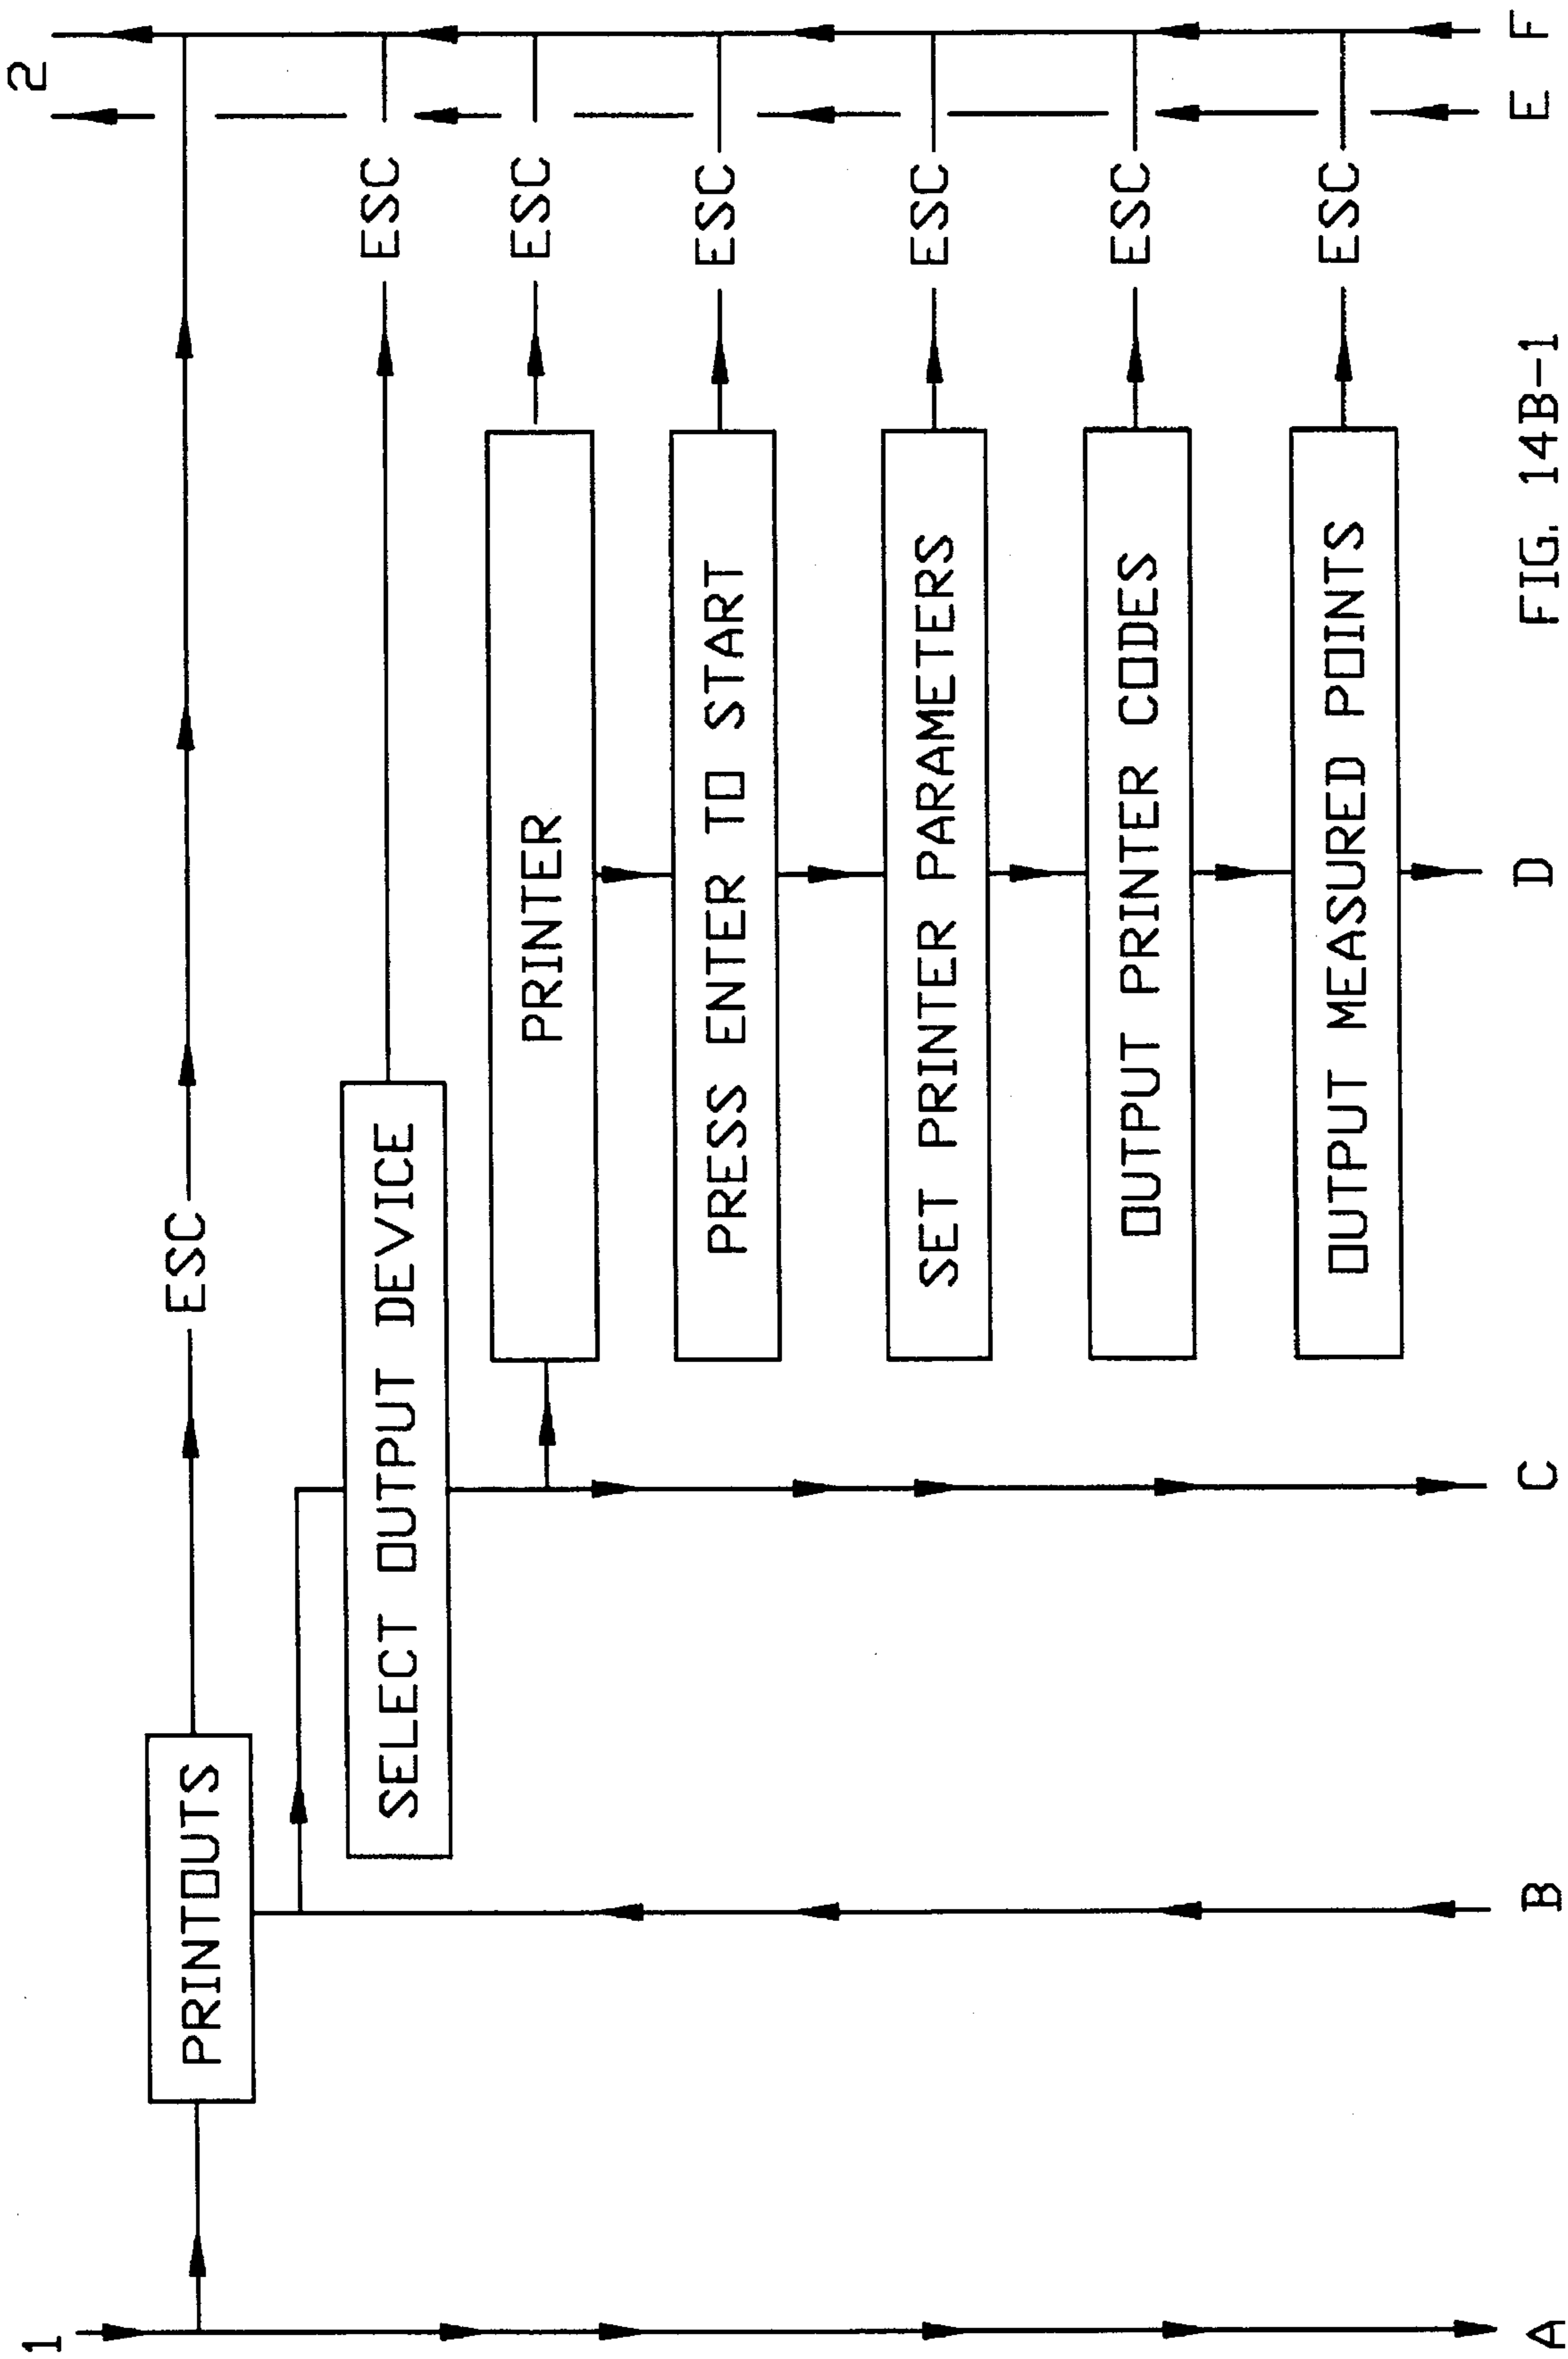 1
2
PRINTOUTS
ESC
SELECT OUTPUT DEVICE
ESC
PRINTER
ESC
PRESS ENTER TO START
ESC
SET PRINTER PARAMETERS
ESC
OUTPUT PRINTER CODES
ESC
OUTPUT MEASURED POINTS
ESC
A
B
C
D
E
F
FIG. 14B-1